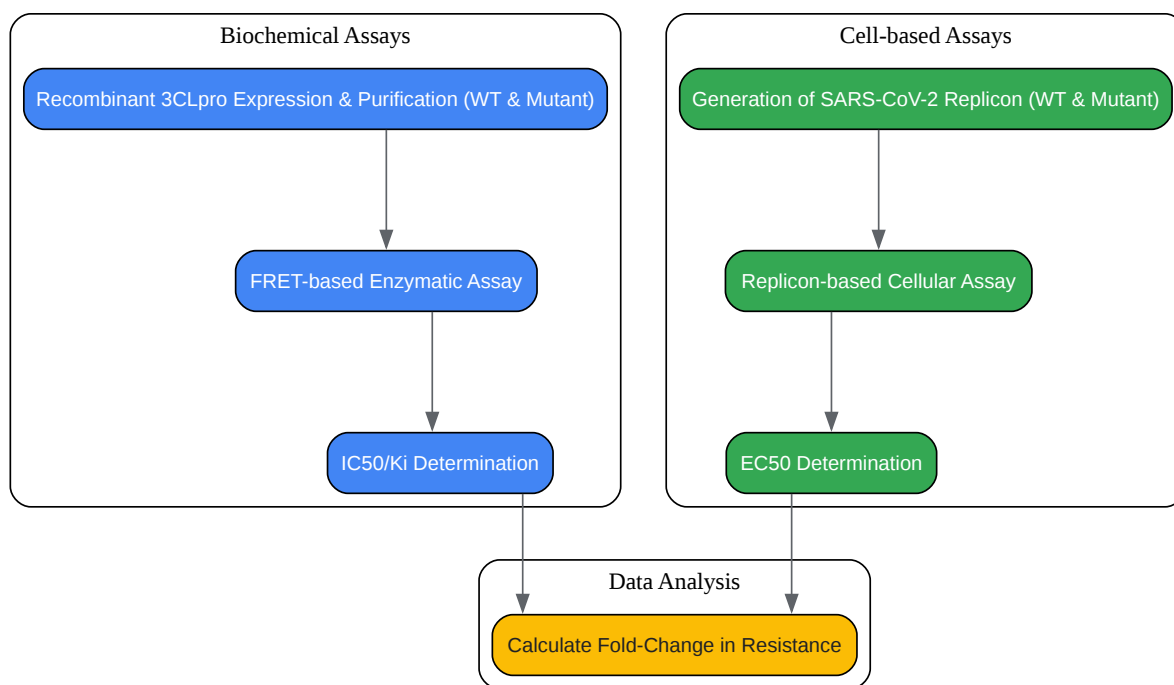 Biochemical Assays
Recombinant 3CLpro Expression & Purification (WT & Mutant)
FRET-based Enzymatic Assay
IC50/Ki Determination
Cell-based Assays
Generation of SARS-CoV-2 Replicon (WT & Mutant)
Replicon-based Cellular Assay
EC50 Determination
Data Analysis
Calculate Fold-Change in Resistance